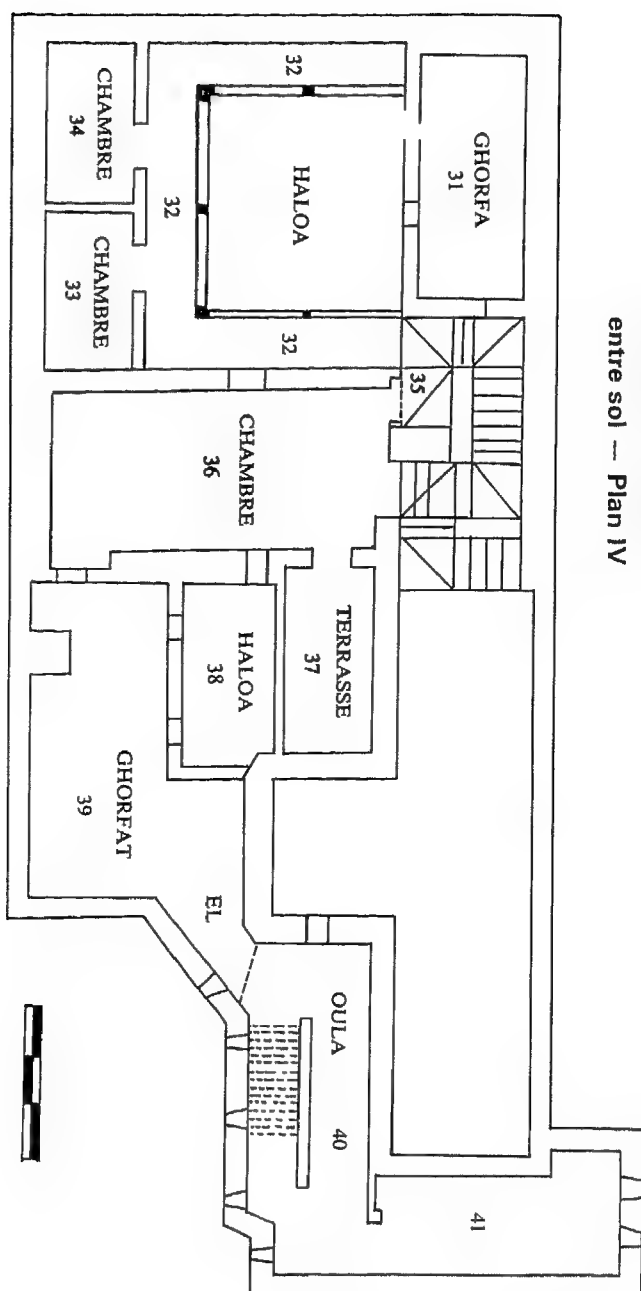 entre sol — Plan IV
GHORFA
31
32
HALOA
32
32
CHAMBRE
34
CHAMBRE
33
35
CHAMBRE
36
TERRASSE
37
HALOA
38
GHORFAT
39
EL
OULA
40
41